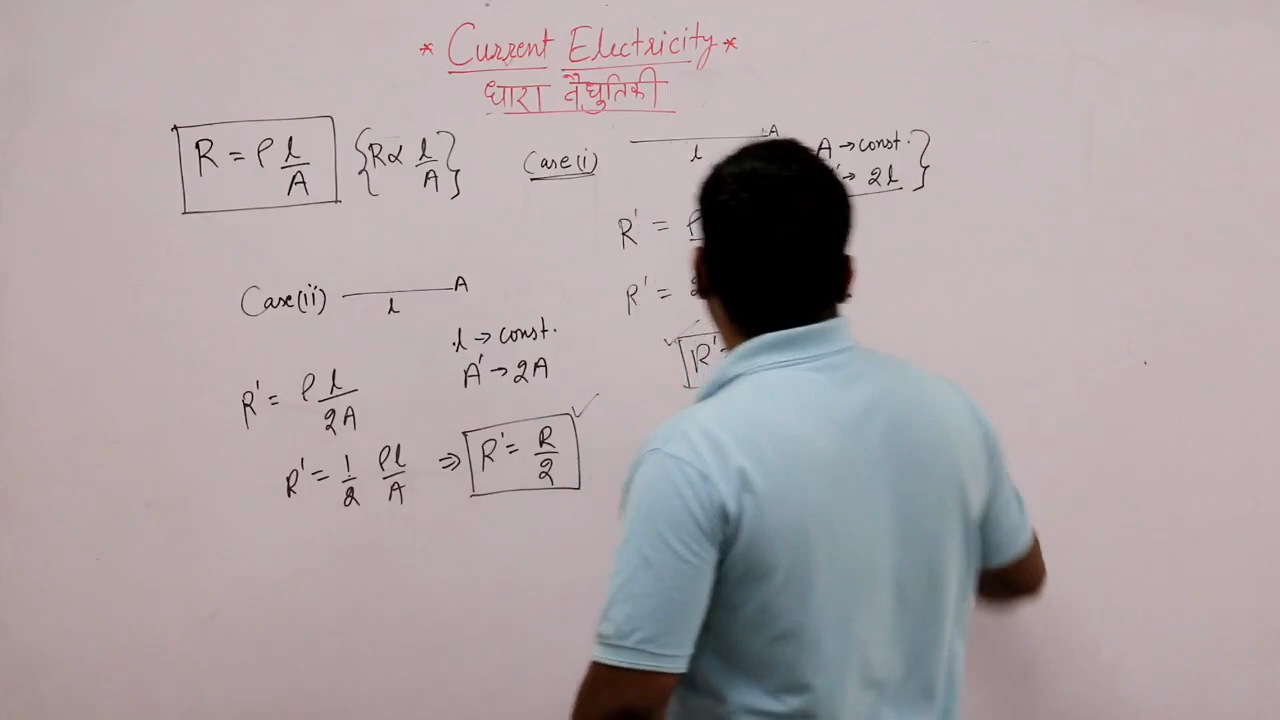 * Current Electricity *
धारा वैधुतिकी
R = ρ l/A {R ∝ l/A}
Case(i) l A
A → const.
→ 2l }
R' =
R' =
R'
Case(ii) l A
l → const.
A' → 2A
R' = ρ l/2A
R' = 1/2 ρl/A ⇒ R' = R/2